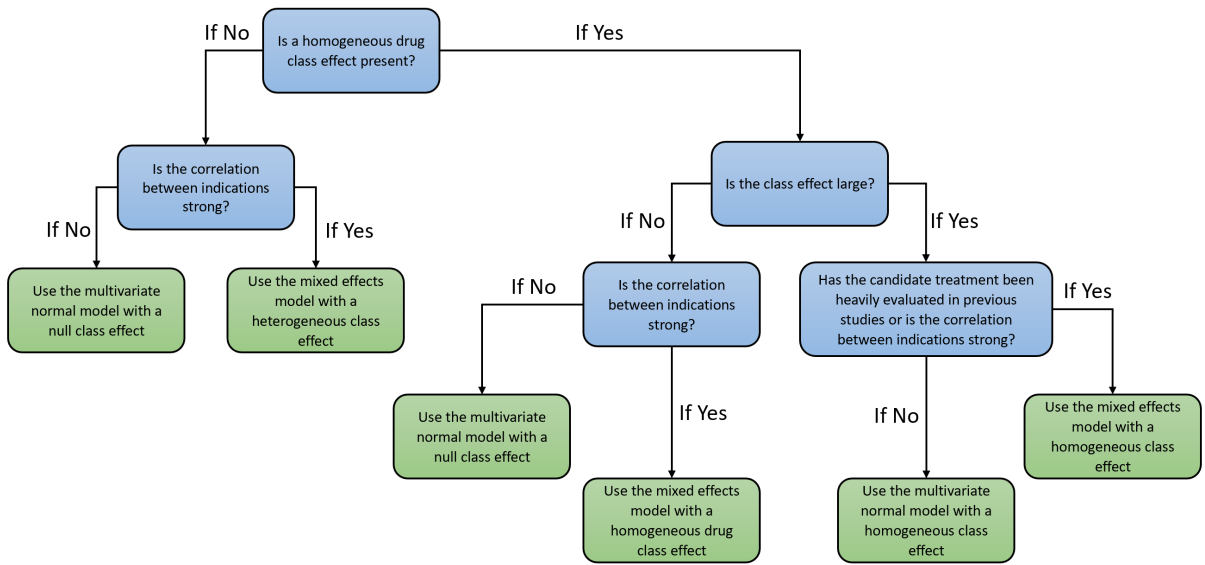 If No
If Yes
Is a homogeneous drug
class effect present?
Is the correlation
between indications
strong?
Is the class effect large?
If No
If Yes
If No
If Yes
Use the multivariate
normal model with a
null class effect
Use the mixed effects
model with a
heterogeneous class
effect
Is the correlation
between indications
strong?
Has the candidate treatment been
heavily evaluated in previous
studies or is the correlation
between indications strong?
If No
If Yes
Use the multivariate
normal model with a
null class effect
If Yes
If No
Use the mixed effects
model with a
homogeneous class
effect
Use the mixed effects
model with a
homogeneous drug
class effect
Use the multivariate
normal model with a
homogeneous class
effect